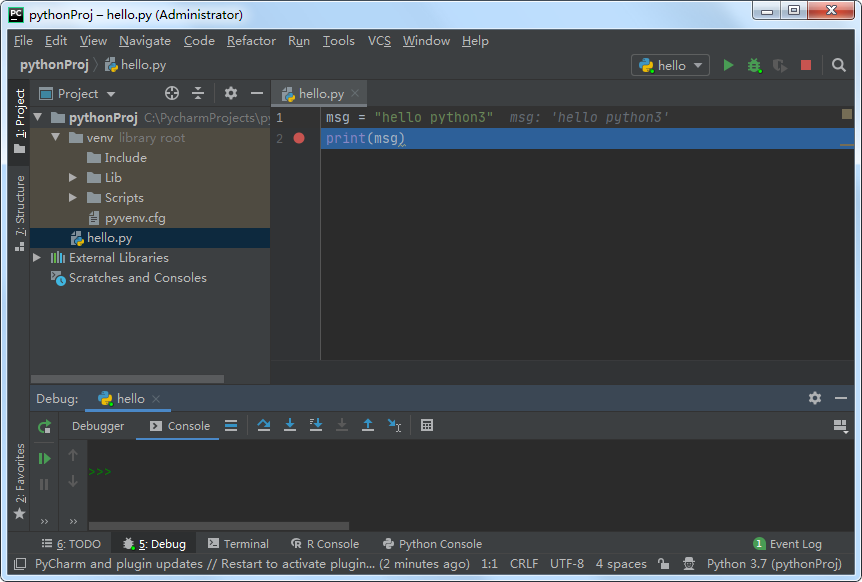 PC pythonProj – hello.py (Administrator)
File Edit View Navigate Code Refactor Run Tools VCS Window Help
pythonProj hello.py hello
1: Project
7: Structure
2: Favorites
Project
pythonProj C:\PycharmProjects\py
venv library root
Include
Lib
Scripts
pyvenv.cfg
hello.py
External Libraries
Scratches and Consoles
hello.py
1 msg = "hello python3" msg: 'hello python3'
2 print(msg)
Debug: hello
Debugger Console
>>>
6: TODO 5: Debug Terminal R Console Python Console 1 Event Log
PyCharm and plugin updates // Restart to activate plugin... (2 minutes ago) 1:1 CRLF UTF-8 4 spaces Python 3.7 (pythonProj)